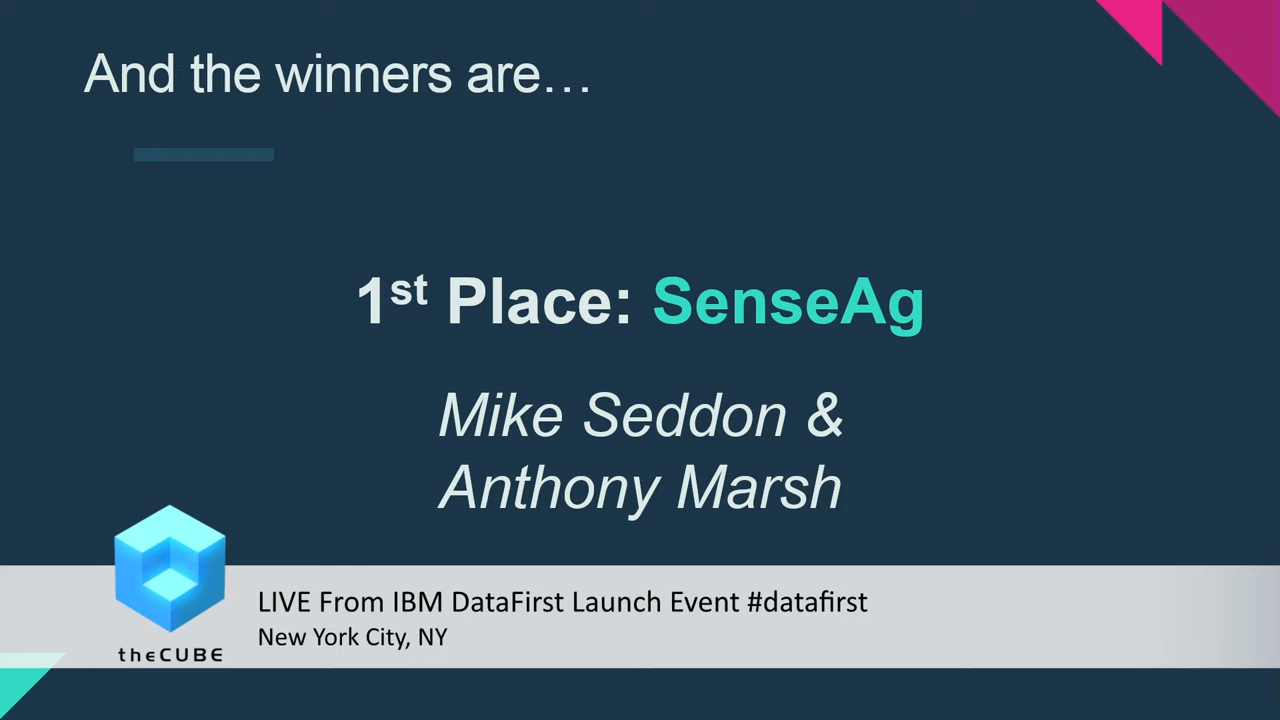 And the winners are…
1st Place: SenseAg
Mike Seddon &
Anthony Marsh
LIVE From IBM DataFirst Launch Event #datafirst
New York City, NY
theCUBE